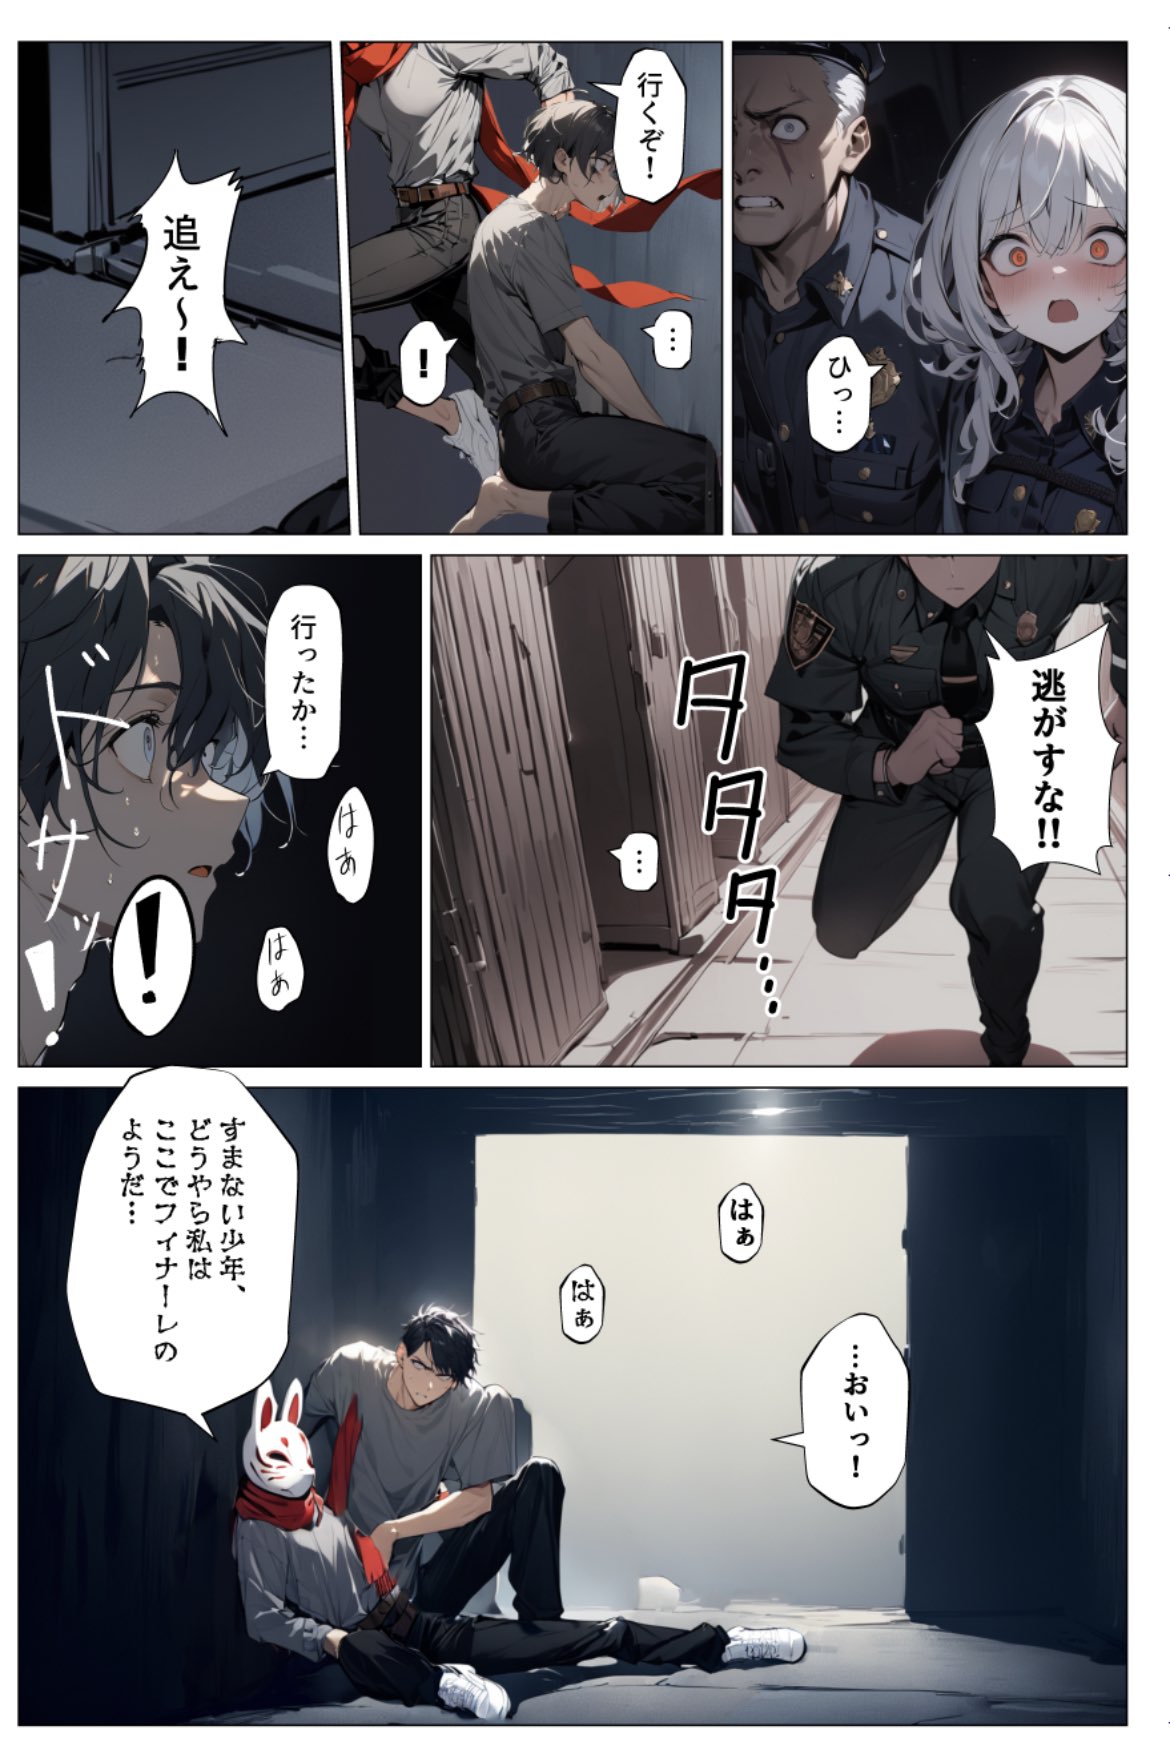 ひっ…
行くぞ！
…
！
追え～！
逃がすな!!
タタタ…
…
行ったか…
はぁ
はぁ
ドサッ！
！
はぁ
はぁ
…おいっ！
すまない少年、
どうやら私は
ここでフィナーレの
ようだ…